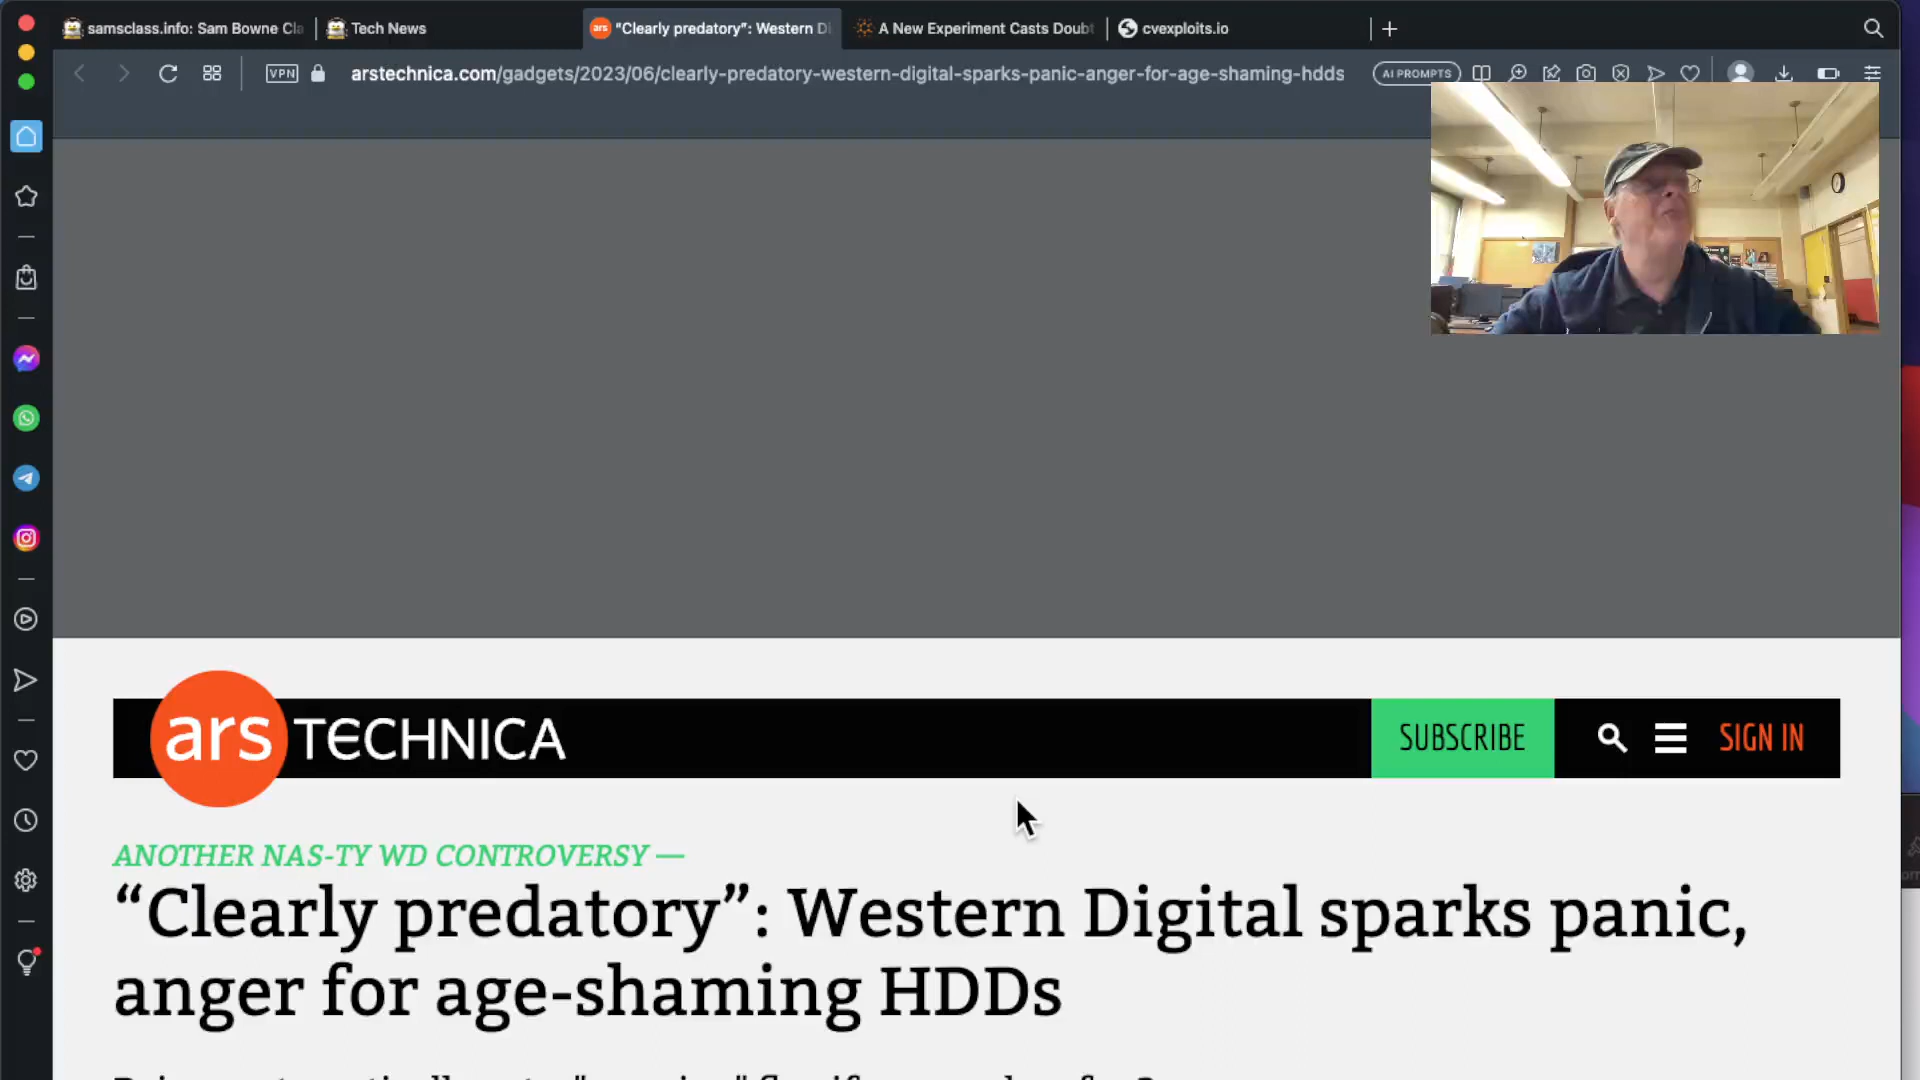 samsclass.info: Sam Bowne Cla
Tech News
ars
"Clearly predatory": Western Di
A New Experiment Casts Doubt
cvexploits.io
VPN
arstechnica.com/gadgets/2023/06/clearly-predatory-western-digital-sparks-panic-anger-for-age-shaming-hdds
AI PROMPTS
ars TECHNICA
SUBSCRIBE
SIGN IN
ANOTHER NAS-TY WD CONTROVERSY —
“Clearly predatory”: Western Digital sparks panic,
anger for age-shaming HDDs